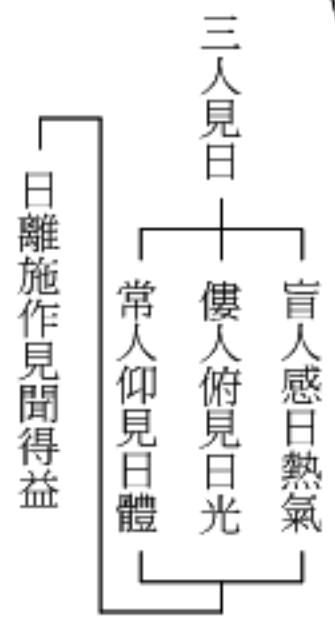 三人見日
盲人感日熱氣
僂人俯見日光
常人仰見日體
日離施作見聞得益